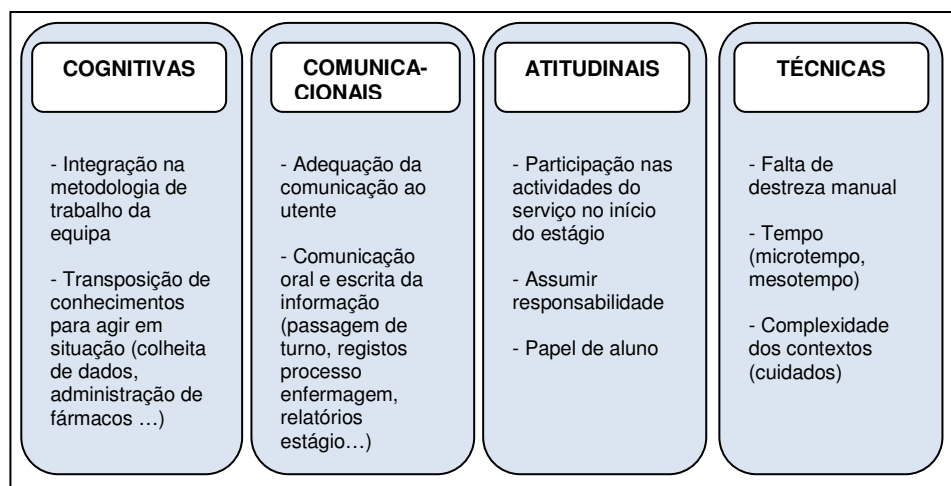 COGNITIVAS
- Integração na
metodologia de
trabalho da
equipa
- Transposição de
conhecimentos
para agir em
situação (colheita
de dados,
administração de
fármacos …)
COMUNICA-
CIONAIS
- Adequação da
comunicação ao
utente
- Comunicação
oral e escrita da
informação
(passagem de
turno, registos
processo
enfermagem,
relatórios
estágio…)
ATITUDINAIS
- Participação nas
actividades do
serviço no início
do estágio
- Assumir
responsabilidade
- Papel de aluno
TÉCNICAS
- Falta de
destreza manual
- Tempo
(microtempo,
mesotempo)
- Complexidade
dos contextos
(cuidados)